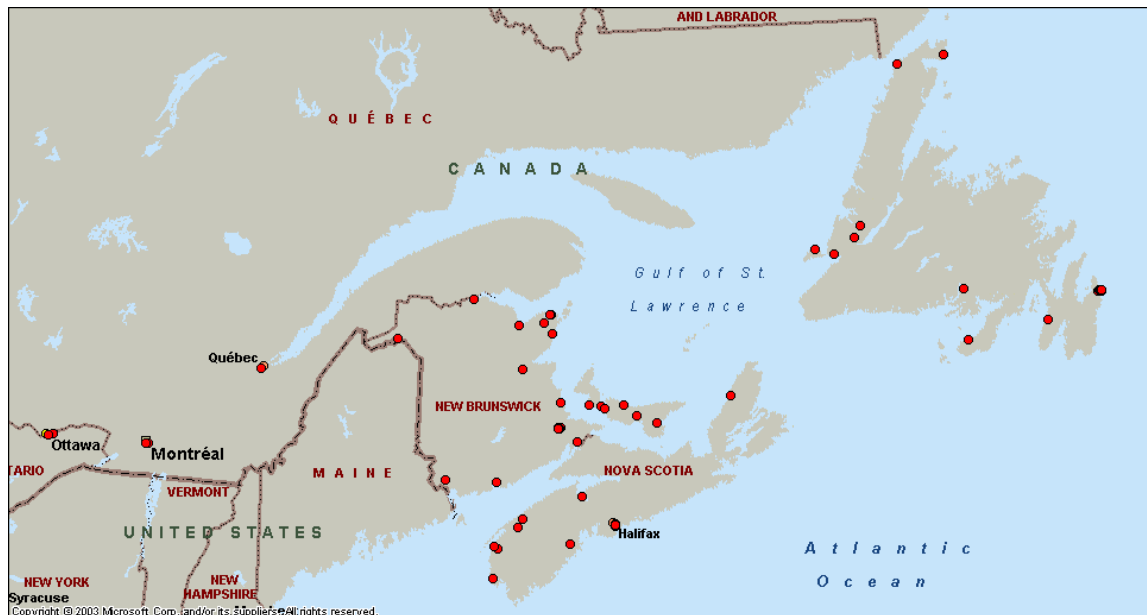 AND LABRADOR
QUÉBEC
CANADA
Gulf of St.
Lawrence
Québec
NEW BRUNSWICK
Ottawa
Montréal
TARIO
MAINE
NOVA SCOTIA
VERMONT
UNITED STATES
Halifax
Atlantic
Ocean
NEW YORK
NEW
HAMPSHIRE
Syracuse
Copyright © 2003 Microsoft Corp. and/or its suppliers. All rights reserved.